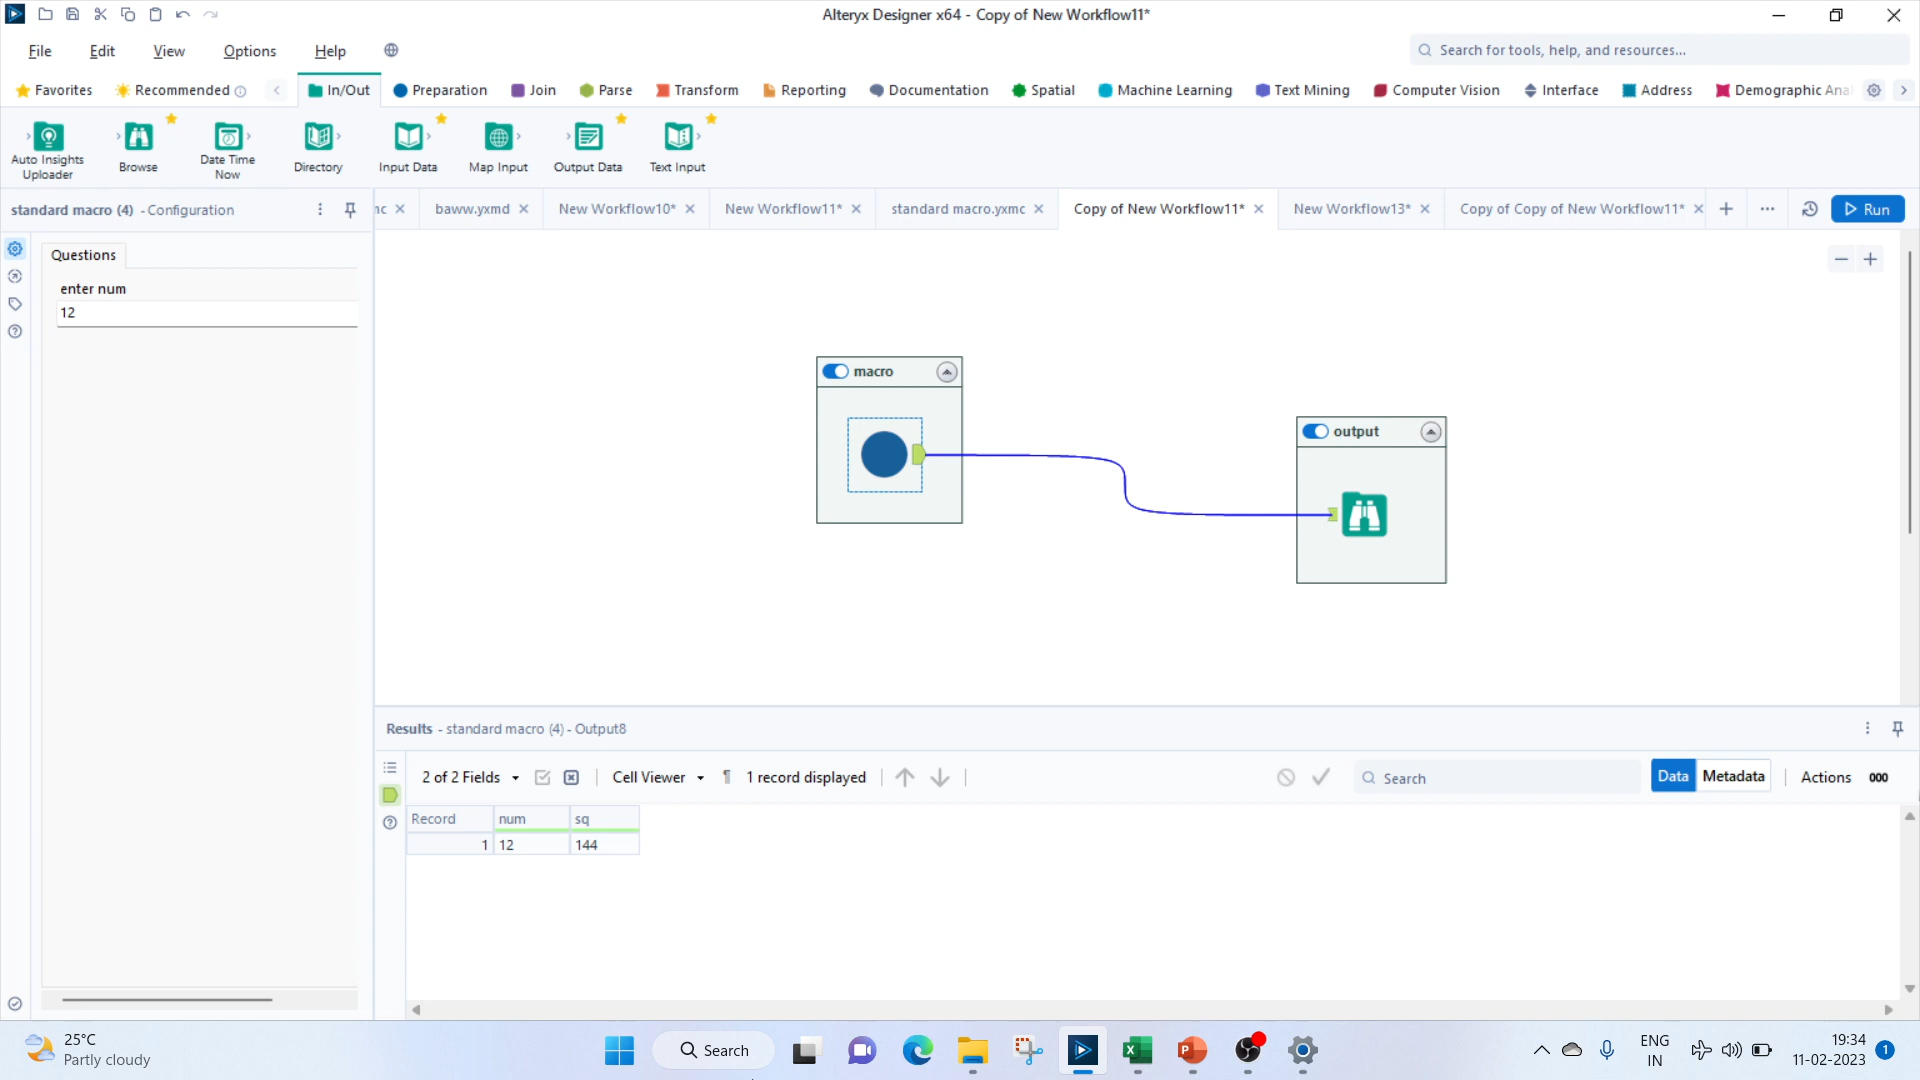 Alteryx Designer x64 - Copy of New Workflow11*
File Edit View Options Help
Search for tools, help, and resources...
Favorites Recommended In/Out Preparation Join Parse Transform Reporting Documentation Spatial Machine Learning Text Mining Computer Vision Interface Address Demographic Ana
Auto Insights Uploader
Browse
Date Time Now
Directory
Input Data
Map Input
Output Data
Text Input
standard macro (4) - Configuration
nc baww.yxmd New Workflow10* New Workflow11* standard macro.yxmc Copy of New Workflow11* New Workflow13* Copy of Copy of New Workflow11*
Run
Questions
enter num
12
macro
output
Results - standard macro (4) - Output8
2 of 2 Fields Cell Viewer ¶ 1 record displayed Search Data Metadata Actions 000
Record num sq
1 12 144
25°C
Partly cloudy
Search
ENG
IN
19:34
11-02-2023
1